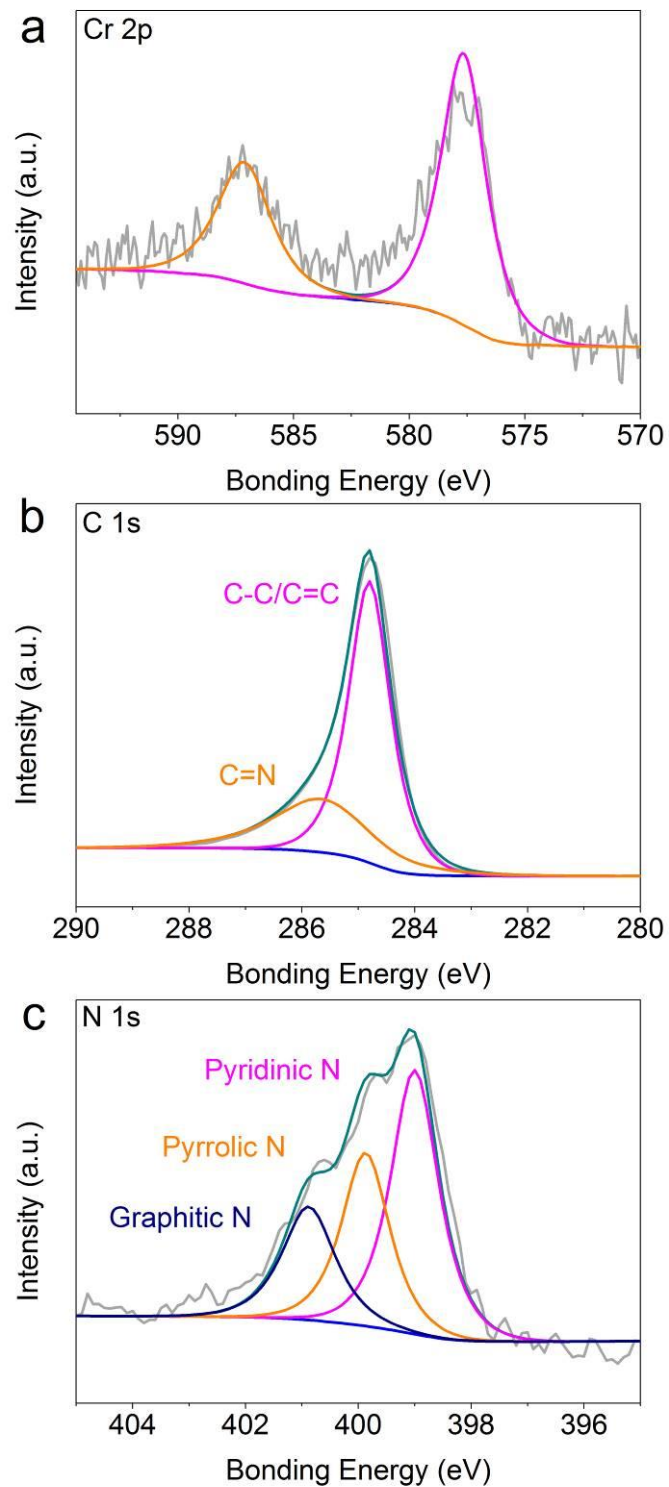 a
Cr 2p
Intensity (a.u.)
590 585 580 575 570
Bonding Energy (eV)
b
C 1s
C-C/C=C
C=N
Intensity (a.u.)
290 288 286 284 282 280
Bonding Energy (eV)
c
N 1s
Pyridinic N
Pyrrolic N
Graphitic N
Intensity (a.u.)
404 402 400 398 396
Bonding Energy (eV)